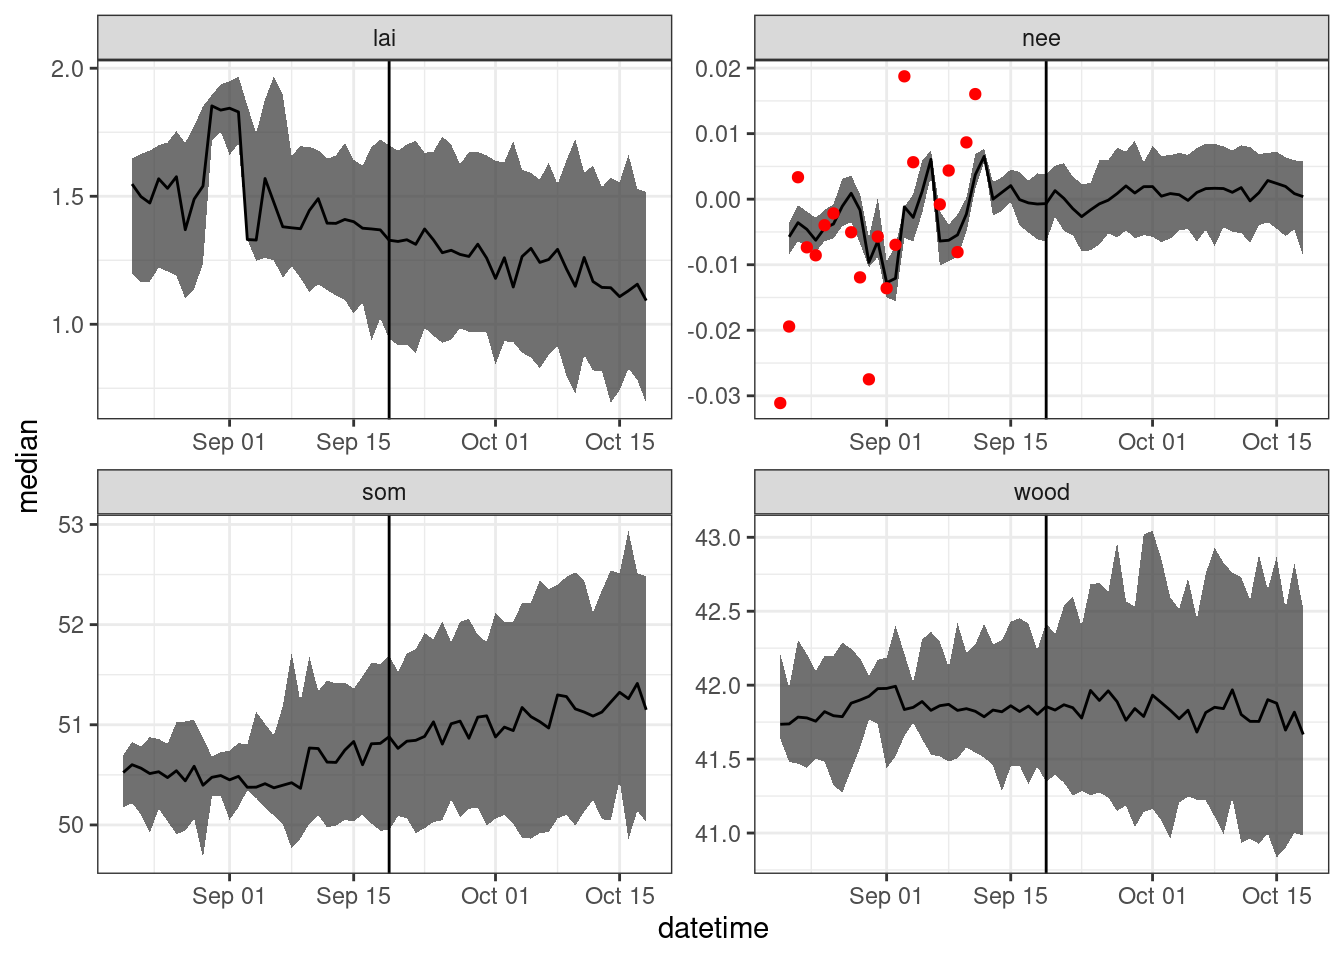 lai
nee
2.0
1.5
1.0
0.02
0.01
0.00
-0.01
-0.02
-0.03
Sep 01 Sep 15 Oct 01 Oct 15
Sep 01 Sep 15 Oct 01 Oct 15
median
som
wood
53
52
51
50
43.0
42.5
42.0
41.5
41.0
Sep 01 Sep 15 Oct 01 Oct 15
Sep 01 Sep 15 Oct 01 Oct 15
datetime